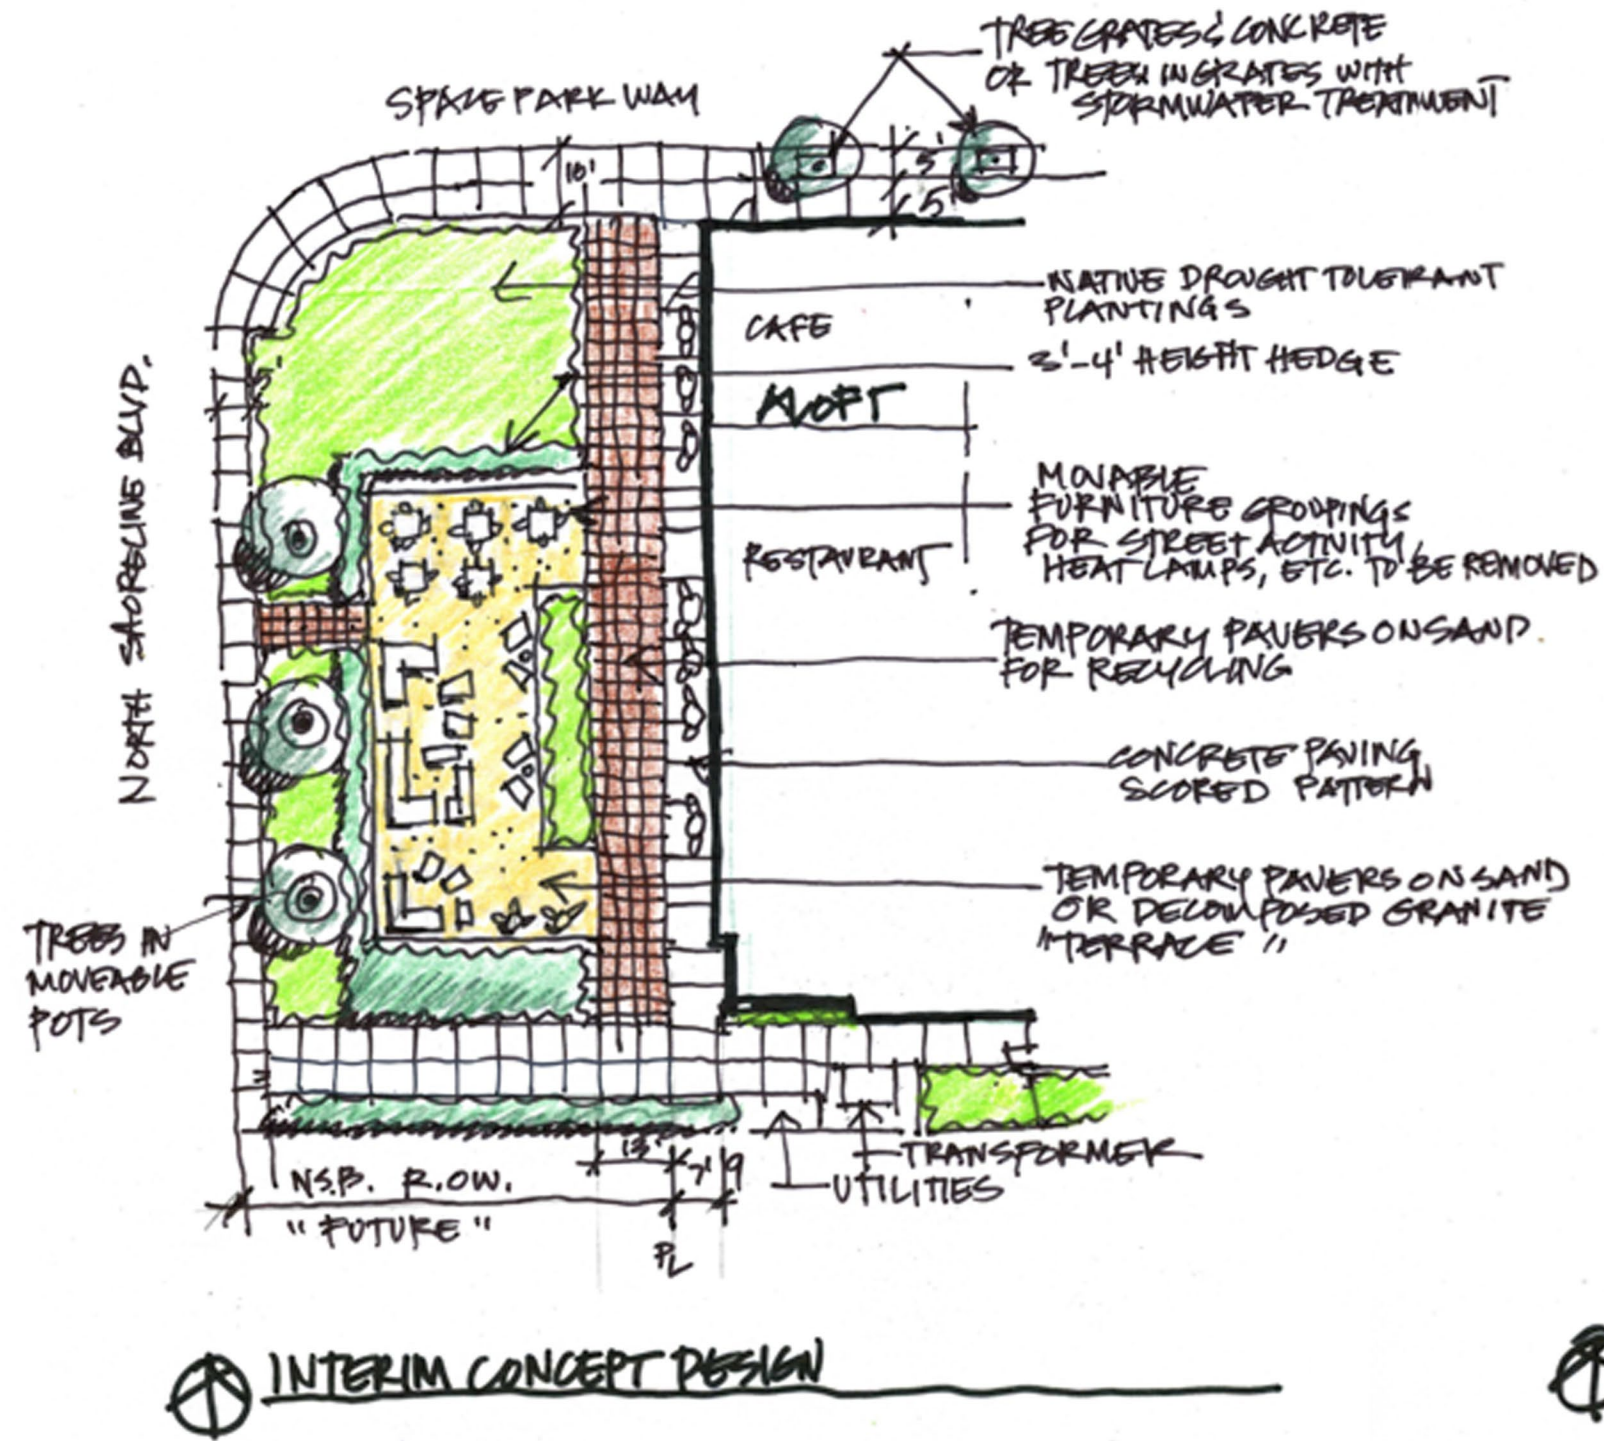 TREE GRATES & CONCRETE
OR TREES IN GRATES WITH
STORMWATER TREATMENT
SPACE PARK WAY
10'
5'
5'
NATIVE DROUGHT TOLERANT
PLANTINGS
CAFE
3'-4' HEIGHT HEDGE
5'
ALOFT
NORTH SHORELINE BLVD.
MOVABLE
FURNITURE GROUPINGS
FOR STREET ACTIVITY,
HEAT LAMPS, ETC. TO BE REMOVED
RESTAURANT
TEMPORARY PAVERS ON SAND
FOR RECYCLING
CONCRETE PAVING
SCORED PATTERN
TEMPORARY PAVERS ON SAND
OR DECOMPOSED GRANITE
"TERRACE"
TREES IN
MOVEABLE
POTS
TRANSFORMER
UTILITIES
13'
7'
N.S.B. R.O.W.
"FUTURE"
PL
INTERIM CONCEPT DESIGN